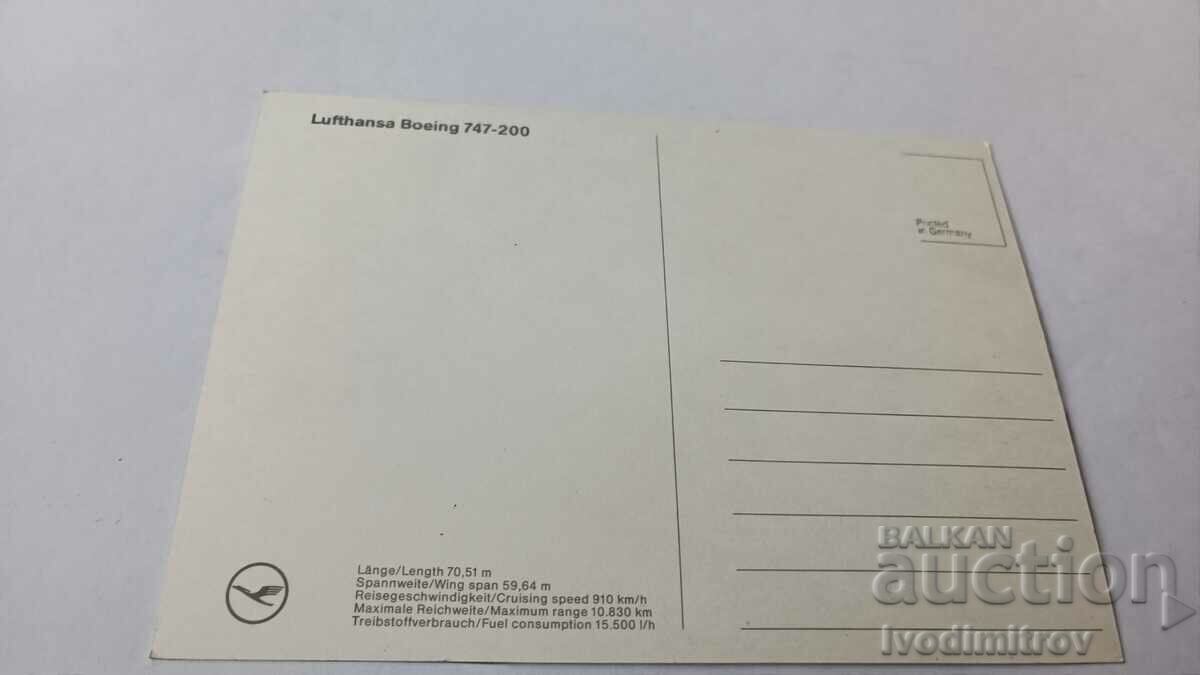 Lufthansa Boeing 747-200
Printed
in Germany
Länge/Length 70,51 m
Spannweite/Wing span 59,64 m
Reisegeschwindigkeit/Cruising speed 910 km/h
Maximale Reichweite/Maximum range 10.830 km
Treibstoffverbrauch/Fuel consumption 15.500 l/h
BALKAN
auction
Ivodimitrov